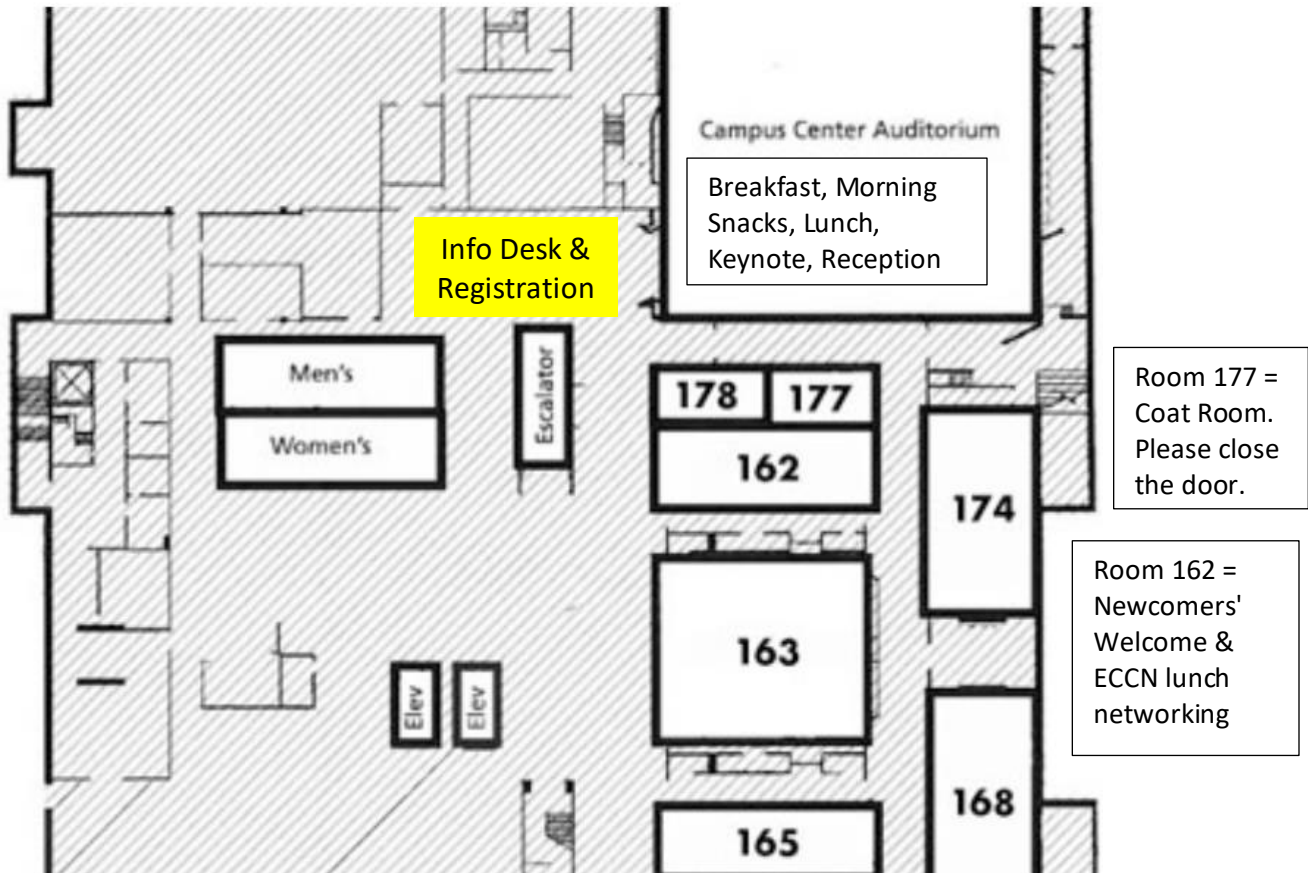 Campus Center Auditorium
Breakfast, Morning
Snacks, Lunch,
Keynote, Reception
Info Desk &
Registration
Men's
Women's
Escalator
178
177
162
174
Room 177 =
Coat Room.
Please close
the door.
Room 162 =
Newcomers'
Welcome &
ECCN lunch
networking
163
Elev
Elev
168
165